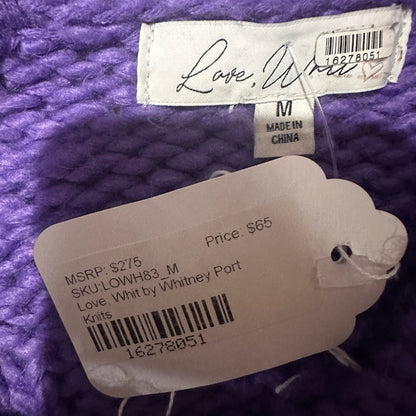 Love, Whit
16278051
M
MADE IN
CHINA
MSRP: $275
Price: $65
SKU:LOWH83_M
Love, Whit by Whitney Port
Knits
16278051